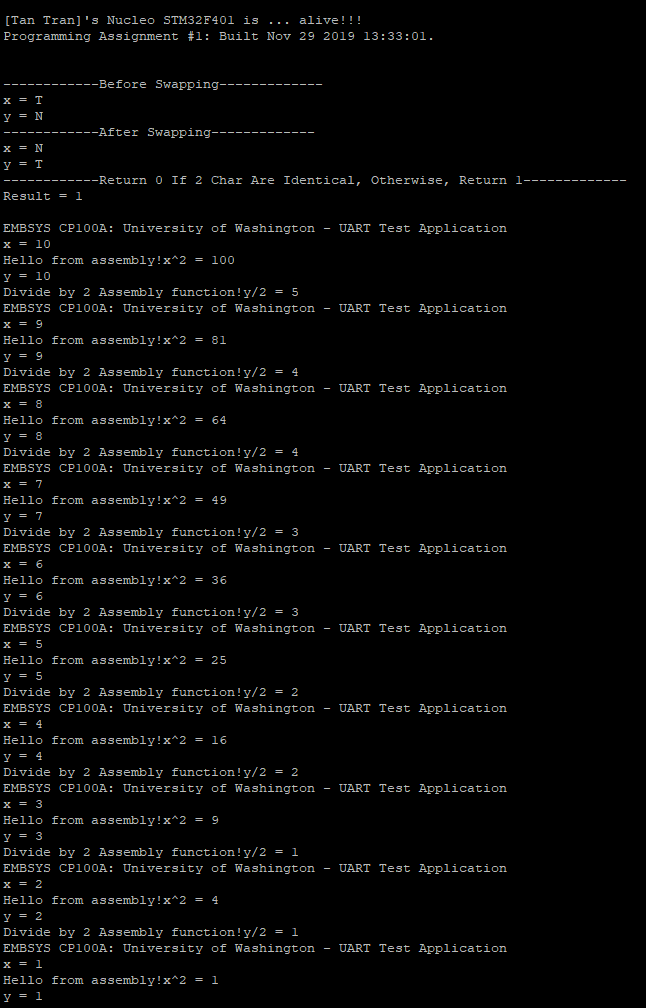 [Tan Tran]'s Nucleo STM32F401 is ... alive!!!
Programming Assignment #1: Built Nov 29 2019 13:33:01.
------------Before Swapping-------------
x = T
y = N
------------After Swapping-------------
x = N
y = T
------------Return 0 If 2 Char Are Identical, Otherwise, Return 1-------------
Result = 1
EMBSYS CP100A: University of Washington - UART Test Application
x = 10
Hello from assembly!x^2 = 100
y = 10
Divide by 2 Assembly function!y/2 = 5
EMBSYS CP100A: University of Washington - UART Test Application
x = 9
Hello from assembly!x^2 = 81
y = 9
Divide by 2 Assembly function!y/2 = 4
EMBSYS CP100A: University of Washington - UART Test Application
x = 8
Hello from assembly!x^2 = 64
y = 8
Divide by 2 Assembly function!y/2 = 4
EMBSYS CP100A: University of Washington - UART Test Application
x = 7
Hello from assembly!x^2 = 49
y = 7
Divide by 2 Assembly function!y/2 = 3
EMBSYS CP100A: University of Washington - UART Test Application
x = 6
Hello from assembly!x^2 = 36
y = 6
Divide by 2 Assembly function!y/2 = 3
EMBSYS CP100A: University of Washington - UART Test Application
x = 5
Hello from assembly!x^2 = 25
y = 5
Divide by 2 Assembly function!y/2 = 2
EMBSYS CP100A: University of Washington - UART Test Application
x = 4
Hello from assembly!x^2 = 16
y = 4
Divide by 2 Assembly function!y/2 = 2
EMBSYS CP100A: University of Washington - UART Test Application
x = 3
Hello from assembly!x^2 = 9
y = 3
Divide by 2 Assembly function!y/2 = 1
EMBSYS CP100A: University of Washington - UART Test Application
x = 2
Hello from assembly!x^2 = 4
y = 2
Divide by 2 Assembly function!y/2 = 1
EMBSYS CP100A: University of Washington - UART Test Application
x = 1
Hello from assembly!x^2 = 1
y = 1